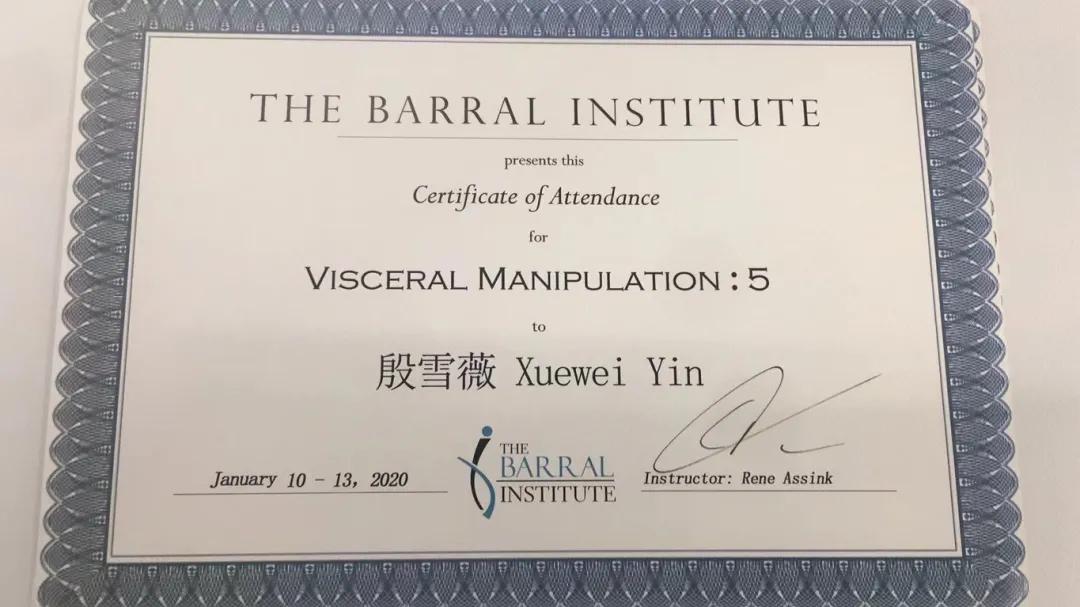 THE BARRAL INSTITUTE
presents this
Certificate of Attendance
for
VISCERAL MANIPULATION : 5
to
殷雪薇 Xuewei Yin
January 10 - 13, 2020
THE
BARRAL
INSTITUTE
Instructor: Rene Assink